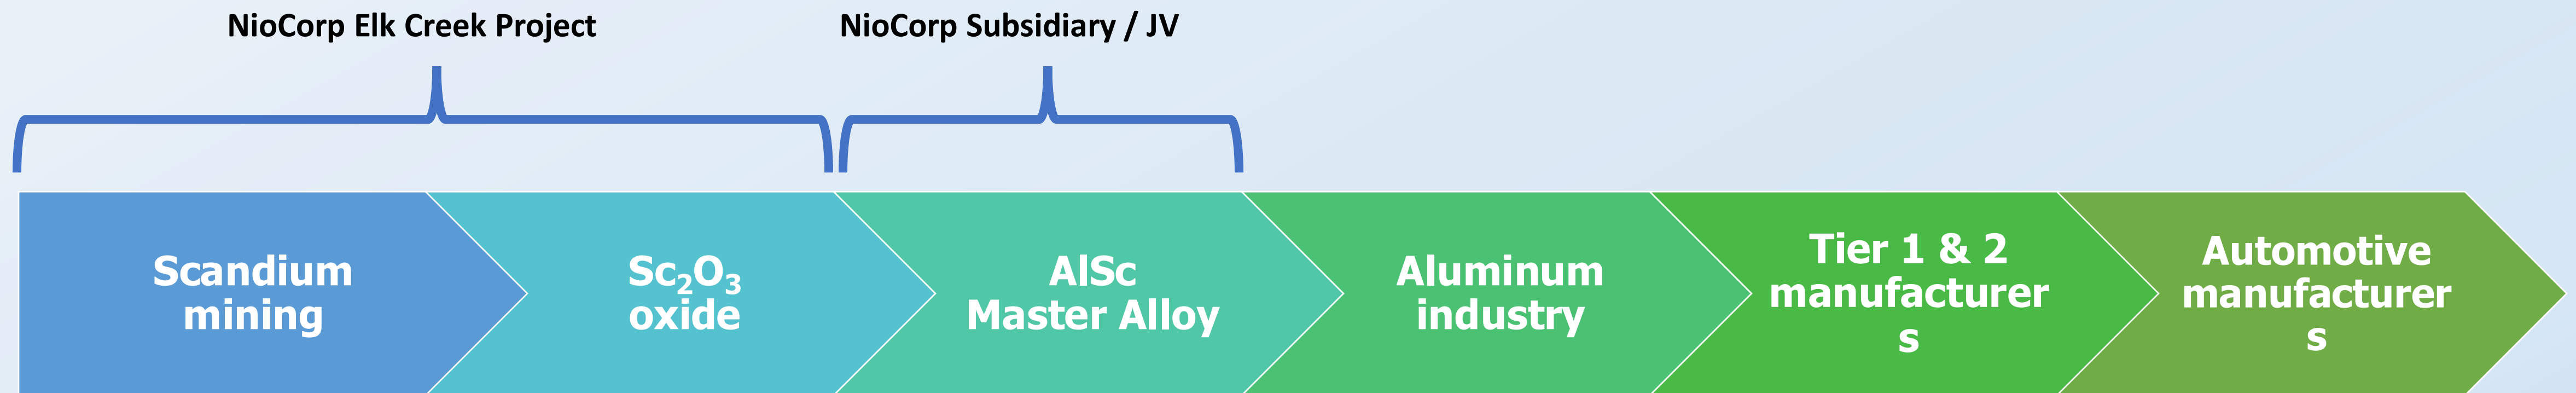 NioCorp Elk Creek Project
NioCorp Subsidiary / JV
Scandium
mining
Sc₂O₃
oxide
AlSc
Master Alloy
Aluminum
industry
Tier 1 & 2
manufacturer
s
Automotive
manufacturer
s